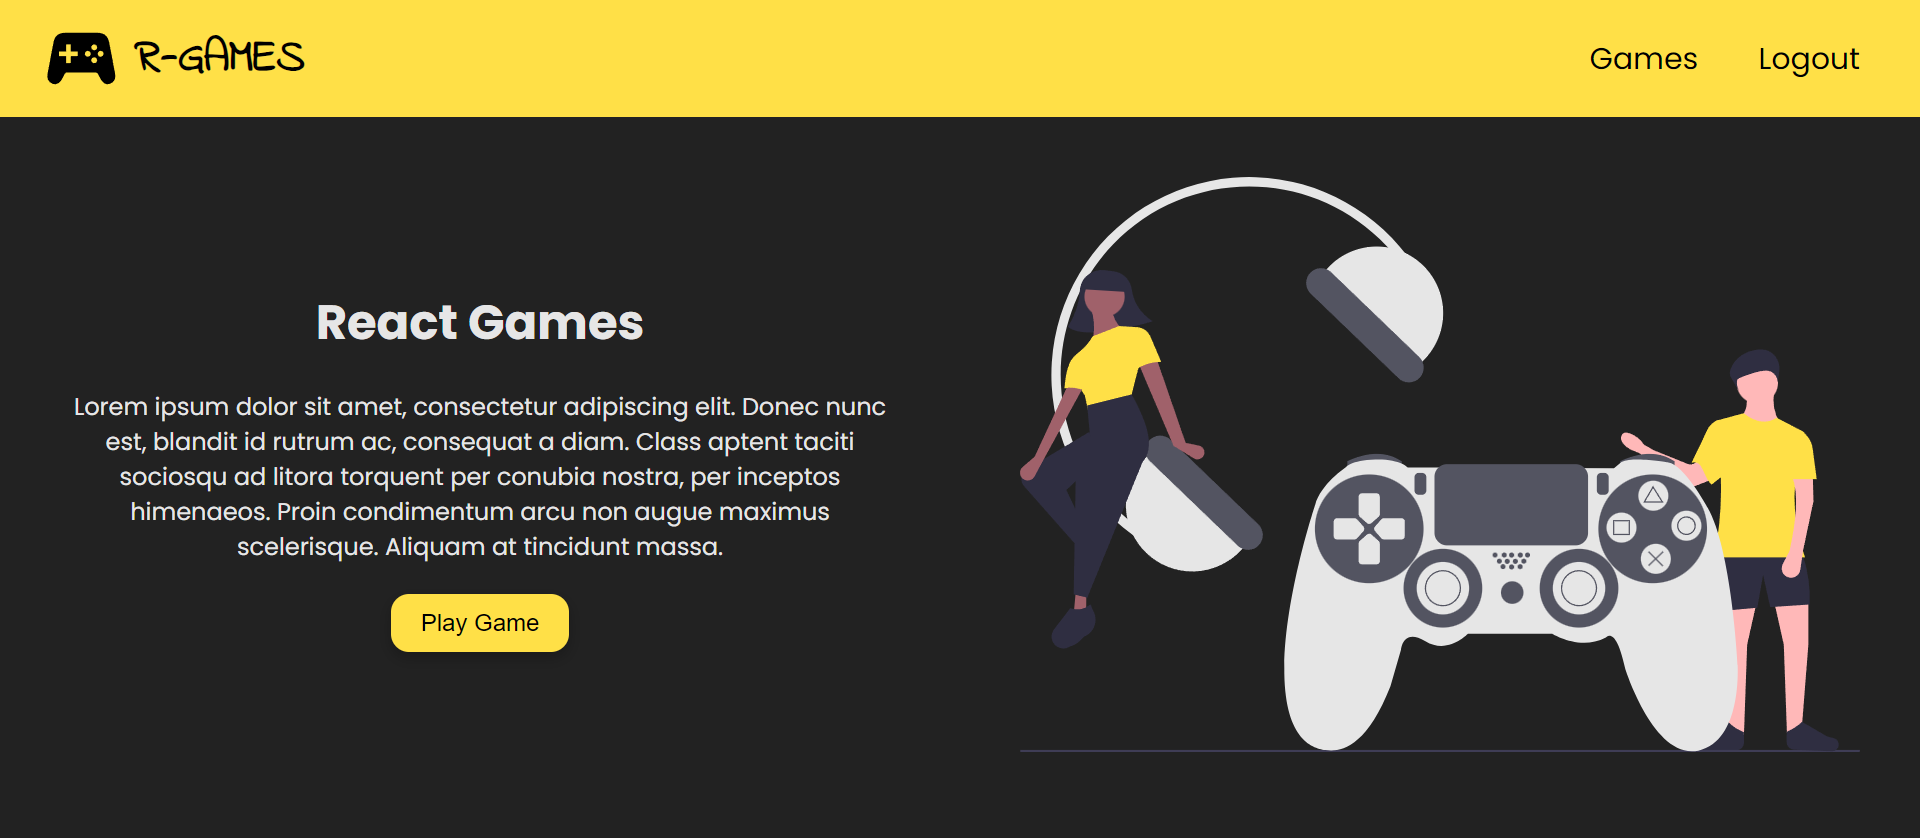 R-GAMES
Games
Logout
React Games
Lorem ipsum dolor sit amet, consectetur adipiscing elit. Donec nunc
est, blandit id rutrum ac, consequat a diam. Class aptent taciti
sociosqu ad litora torquent per conubia nostra, per inceptos
himenaeos. Proin condimentum arcu non augue maximus
scelerisque. Aliquam at tincidunt massa.
Play Game